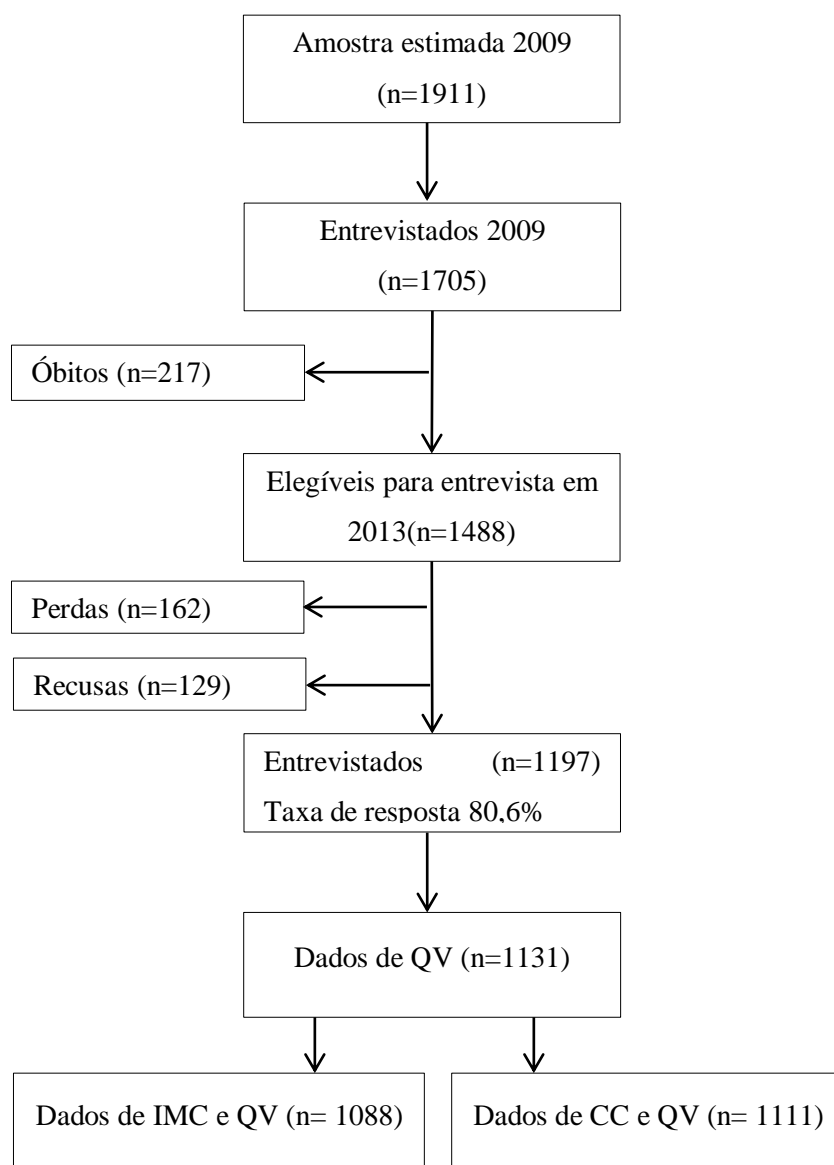 Amostra estimada 2009
(n=1911)
Entrevistados 2009
(n=1705)
Óbitos (n=217)
Elegíveis para entrevista em
2013(n=1488)
Perdas (n=162)
Recusas (n=129)
Entrevistados (n=1197)
Taxa de resposta 80,6%
Dados de QV (n=1131)
Dados de IMC e QV (n= 1088)
Dados de CC e QV (n= 1111)